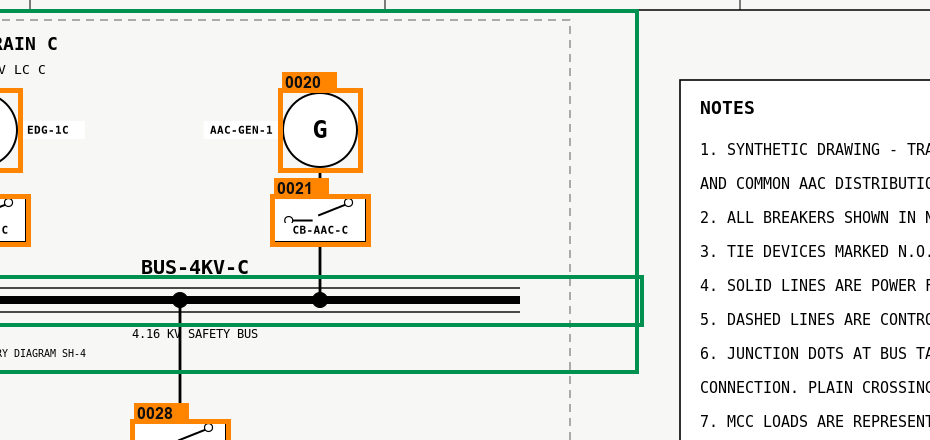 RAIN C
V LC C
0020
EDG-1C
AAC-GEN-1
G
0021
C
CB-AAC-C
BUS-4KV-C
4.16 KV SAFETY BUS
RY DIAGRAM SH-4
0028
NOTES
1. SYNTHETIC DRAWING - TRA
AND COMMON AAC DISTRIBUTIO
2. ALL BREAKERS SHOWN IN N
3. TIE DEVICES MARKED N.O.
4. SOLID LINES ARE POWER F
5. DASHED LINES ARE CONTRO
6. JUNCTION DOTS AT BUS TA
CONNECTION. PLAIN CROSSING
7. MCC LOADS ARE REPRESENT